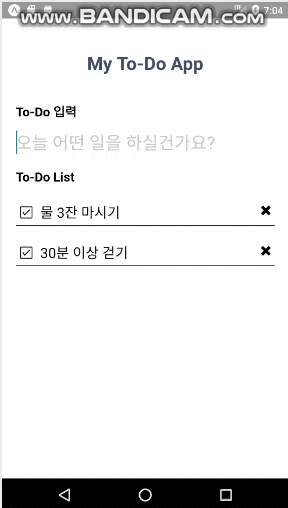 www.BANDICAM.com
7:04
My To-Do App
To-Do 입력
오늘 어떤 일을 하실건가요?
To-Do List
물 3잔 마시기
30분 이상 걷기